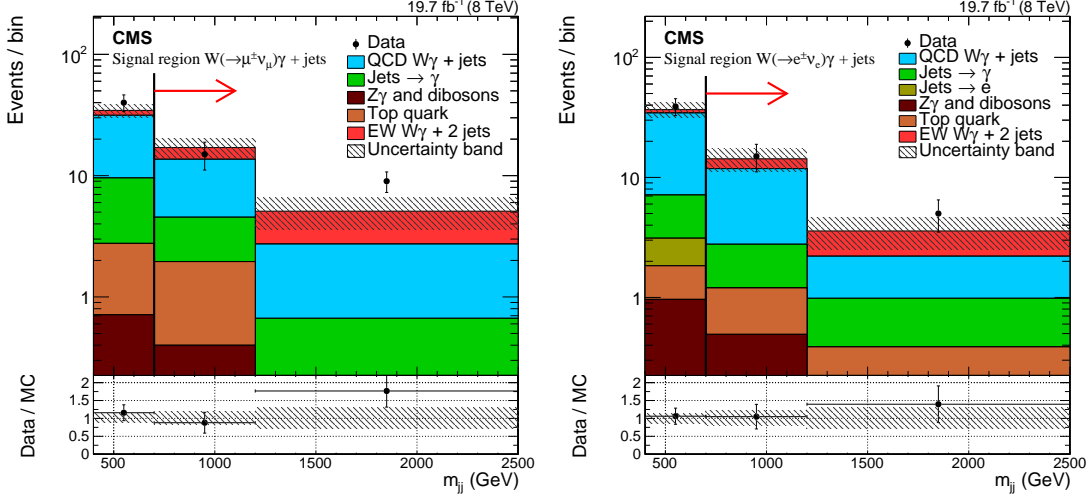 19.7 fb⁻¹ (8 TeV)
Events / bin
10²
10
1
CMS
Signal region W(→μ±νμ)γ + jets
Data
QCD Wγ + jets
Jets → γ
Zγ and dibosons
Top quark
EW Wγ + 2 jets
Uncertainty band
Data / MC
2
1.5
1
0.5
0
500 1000 1500 2000 2500
m_jj (GeV)
19.7 fb⁻¹ (8 TeV)
Events / bin
10²
10
1
CMS
Signal region W(→e±νe)γ + jets
Data
QCD Wγ + jets
Jets → γ
Jets → e
Zγ and dibosons
Top quark
EW Wγ + 2 jets
Uncertainty band
Data / MC
2
1.5
1
0.5
0
500 1000 1500 2000 2500
m_jj (GeV)